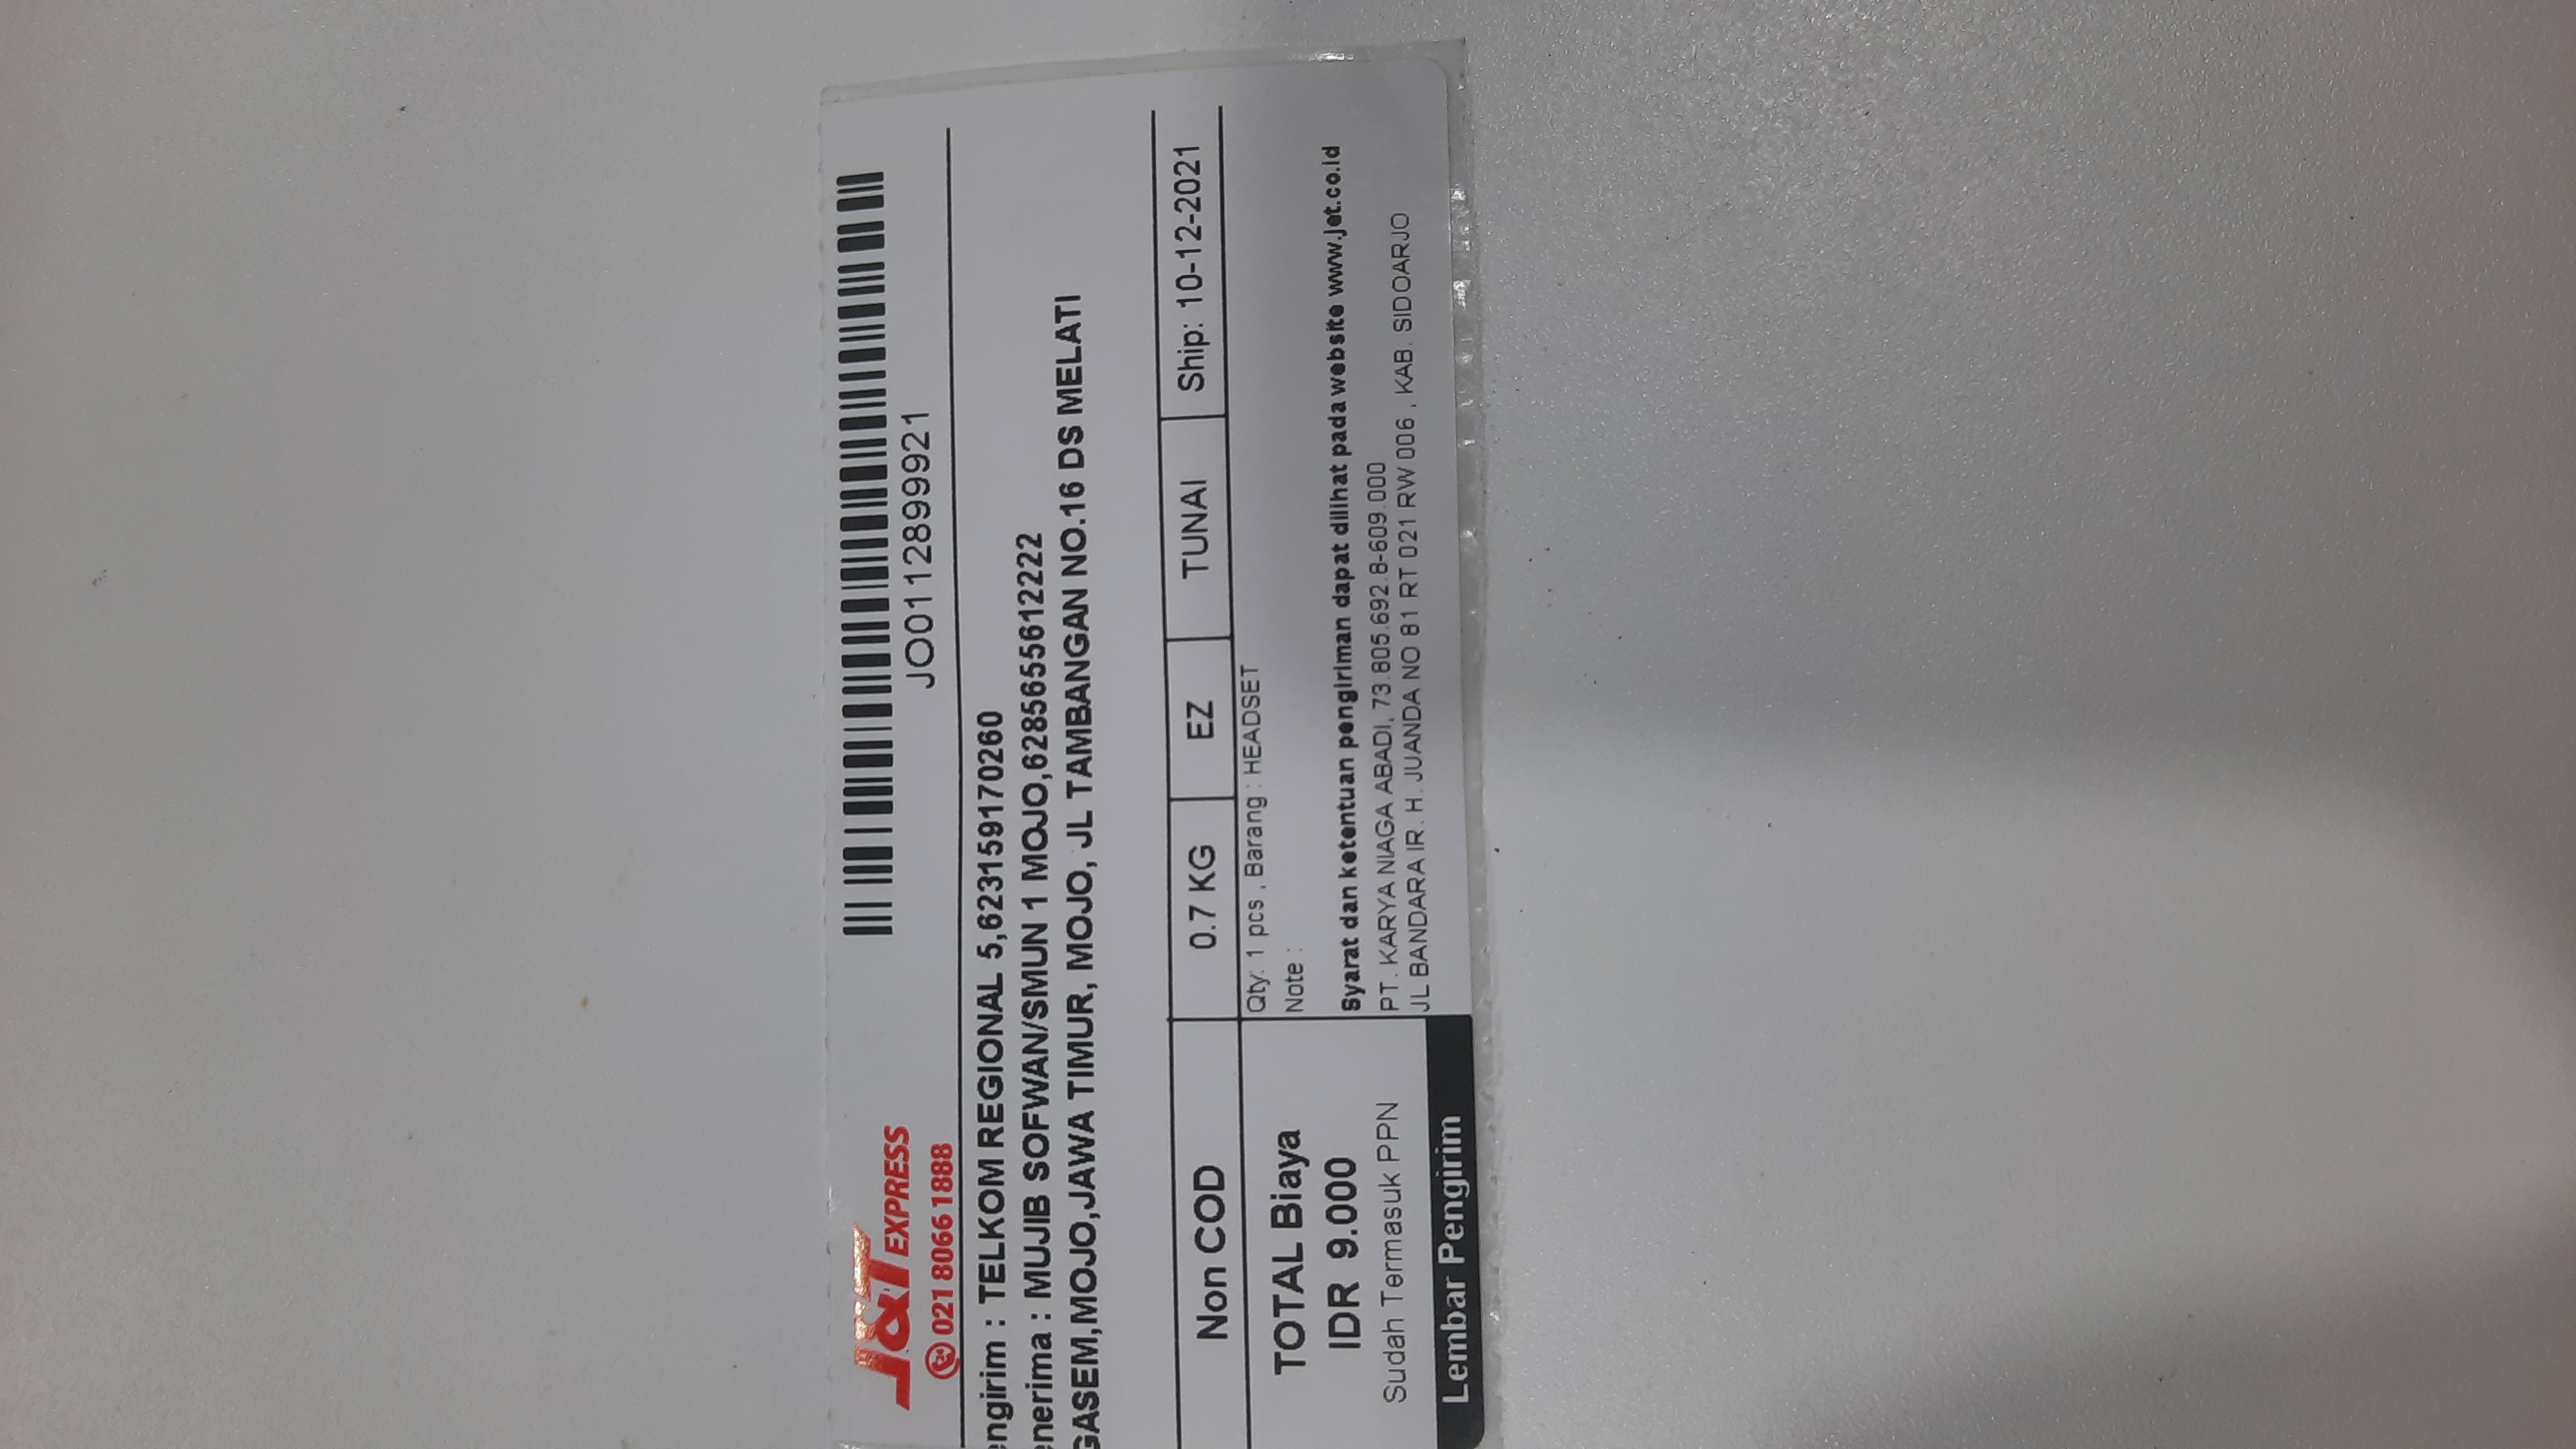 J&T EXPRESS
021 8066 1888
JO0112899921
engirim : TELKOM REGIONAL 5,623159170260
enerima : MUJIB SOFWAN/SMUN 1 MOJO,6285655612222
GASEM,MOJO,JAWA TIMUR, MOJO, JL TAMBANGAN NO.16 DS MELATI
Non COD 0.7 KG EZ TUNAI Ship: 10-12-2021
TOTAL Biaya
IDR 9.000
Sudah Termasuk PPN
Lembar Pengirim
Qty: 1 pcs , Barang : HEADSET
Note :
Syarat dan ketentuan pengiriman dapat dilihat pada website www.jet.co.id
PT. KARYA NIAGA ABADI, 73.805.692.8-609.000
JL BANDARA IR. H. JUANDA NO 81 RT 021 RW 006 , KAB. SIDOARJO